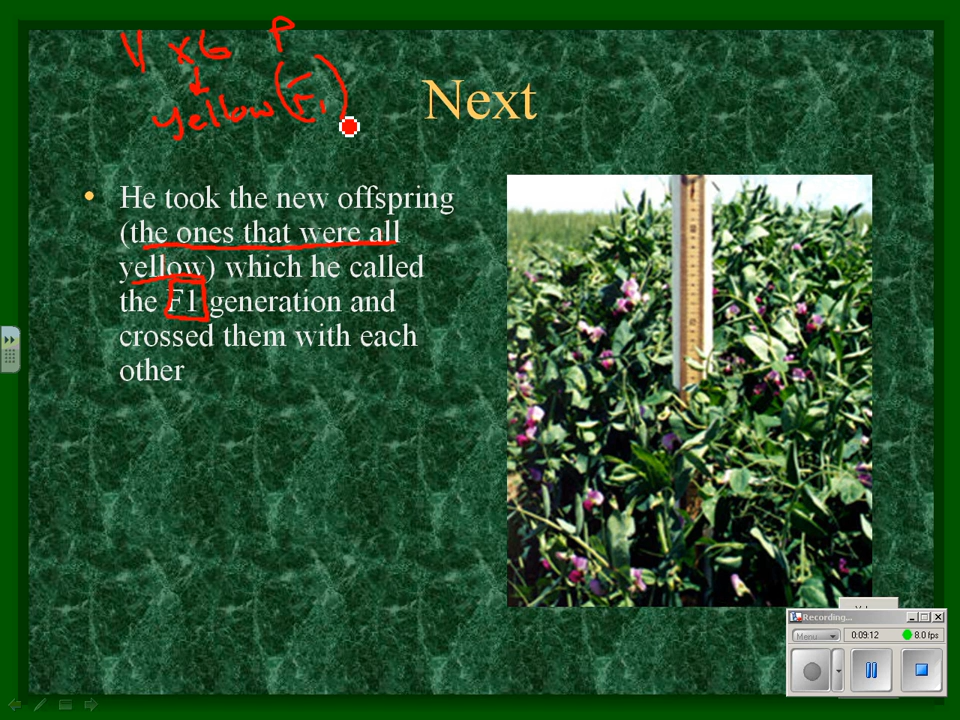 Y x G P
yellow (F1)
Next
• He took the new offspring
(the ones that were all
yellow) which he called
the F1 generation and
crossed them with each
other
Recording...
Menu 0:09:12 8.0 fps